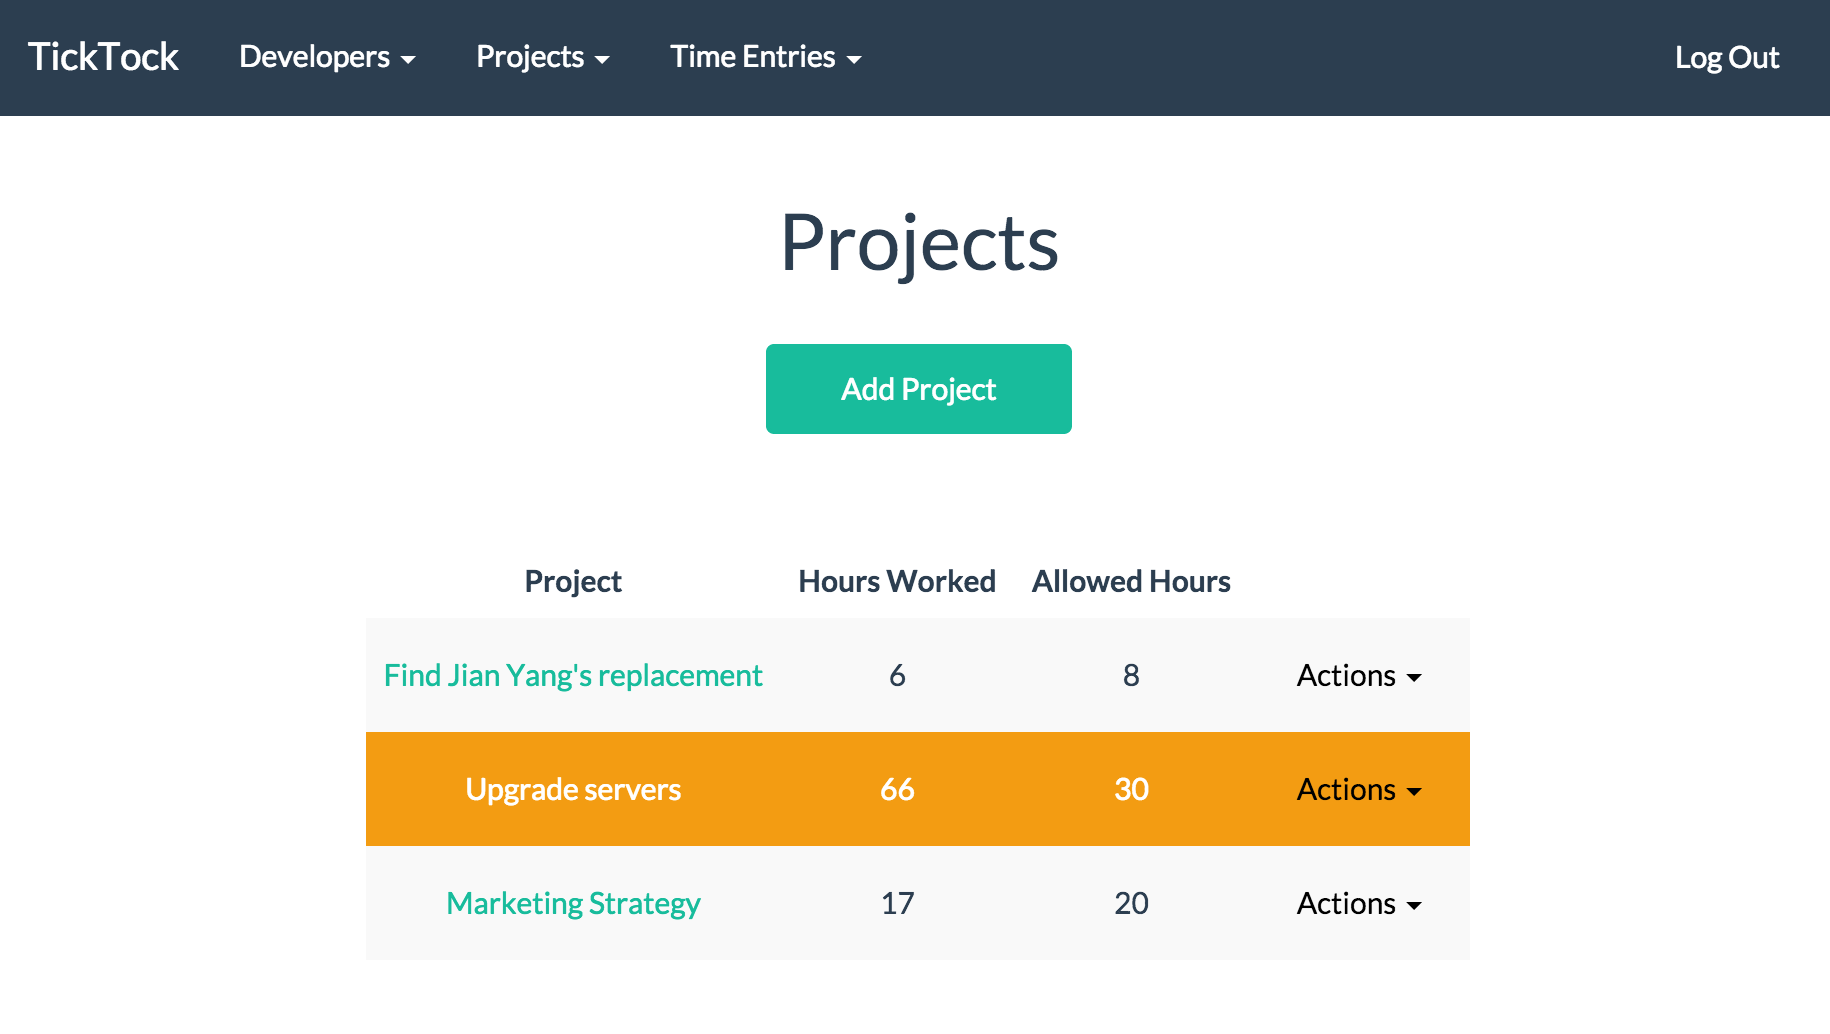 TickTock Developers Projects Time Entries Log Out
Projects
Add Project
Project Hours Worked Allowed Hours
Find Jian Yang's replacement 6 8 Actions
Upgrade servers 66 30 Actions
Marketing Strategy 17 20 Actions